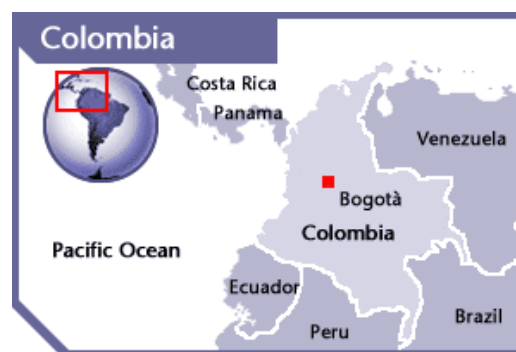 Colombia
Costa Rica
Panama
Venezuela
Bogotà
Colombia
Pacific Ocean
Ecuador
Brazil
Peru